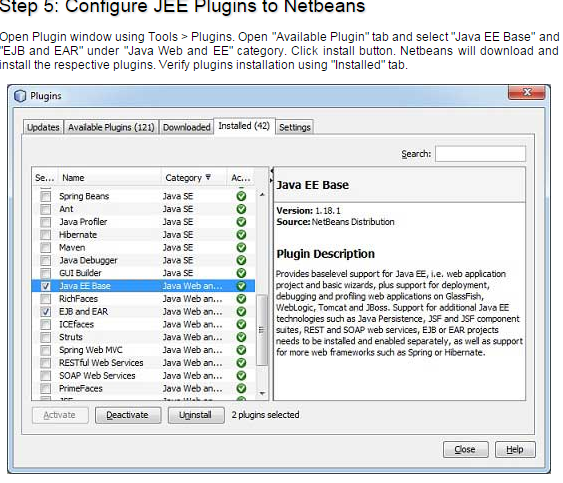 Step 5: Configure JEE Plugins to Netbeans
Open Plugin window using Tools > Plugins. Open "Available Plugin" tab and select "Java EE Base" and
"EJB and EAR" under "Java Web and EE" category. Click install button. Netbeans will download and
install the respective plugins. Verify plugins installation using "Installed" tab.
Plugins
Updates Available Plugins (121) Downloaded Installed (42) Settings
Search:
Se... Name Category Ac...
Spring Beans Java SE
Ant Java SE
Java Profiler Java SE
Hibernate Java SE
Maven Java SE
Java Debugger Java SE
GUI Builder Java SE
Java EE Base Java Web an...
RichFaces Java Web an...
EJB and EAR Java Web an...
ICEfaces Java Web an...
Struts Java Web an...
Spring Web MVC Java Web an...
RESTful Web Services Java Web an...
SOAP Web Services Java Web an...
PrimeFaces Java Web an...
Java EE Base
Version: 1.18.1
Source: NetBeans Distribution
Plugin Description
Provides baselevel support for Java EE, i.e. web application
project and basic wizards, plus support for deployment,
debugging and profiling web applications on GlassFish,
WebLogic, Tomcat and JBoss. Support for additional Java EE
technologies such as Java Persistence, JSF and JSF component
suites, REST and SOAP web services, EJB or EAR projects
needs to be installed and enabled separately, as well as support
for more web frameworks such as Spring or Hibernate.
Activate Deactivate Uninstall 2 plugins selected
Close Help